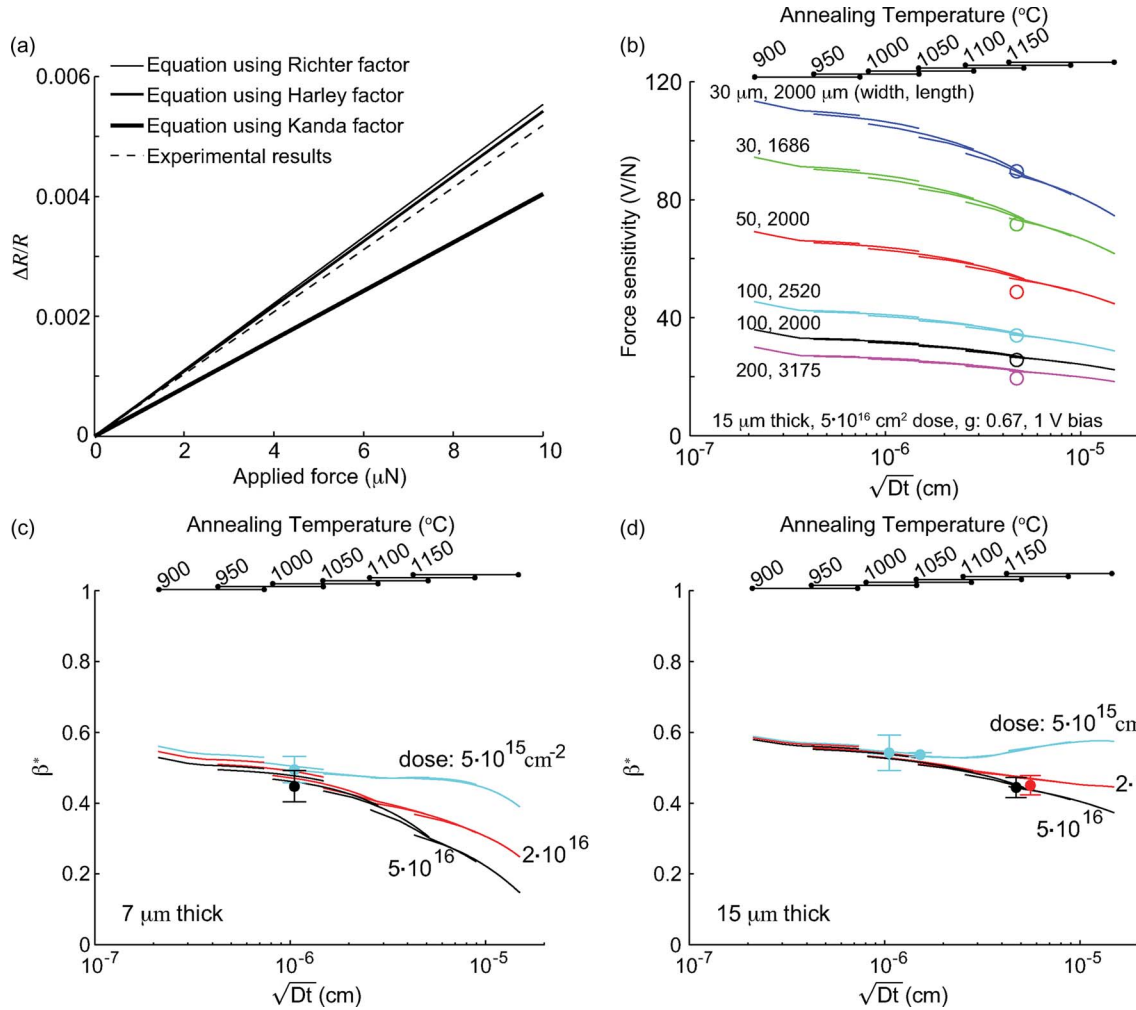 (a)
0.006
0.004
0.002
0
ΔR/R
Equation using Richter factor
Equation using Harley factor
Equation using Kanda factor
Experimental results
0 2 4 6 8 10
Applied force (μN)
(b)
Annealing Temperature (°C)
900 950 1000 1050 1100 1150
120
80
40
0
Force sensitivity (V/N)
30 μm, 2000 μm (width, length)
30, 1686
50, 2000
100, 2520
100, 2000
200, 3175
15 μm thick, 5·10¹⁶ cm² dose, g: 0.67, 1 V bias
10⁻⁷ 10⁻⁶ 10⁻⁵
√Dt (cm)
(c)
Annealing Temperature (°C)
900 950 1000 1050 1100 1150
1
0.8
0.6
0.4
0.2
0
β*
dose: 5·10¹⁵cm-2
2·10¹⁶
5·10¹⁶
7 μm thick
10⁻⁷ 10⁻⁶ 10⁻⁵
√Dt (cm)
(d)
Annealing Temperature (°C)
900 950 1000 1050 1100 1150
1
0.8
0.6
0.4
0.2
0
β*
dose: 5·10¹⁵cm
2·
5·10¹⁶
15 μm thick
10⁻⁷ 10⁻⁶ 10⁻⁵
√Dt (cm)